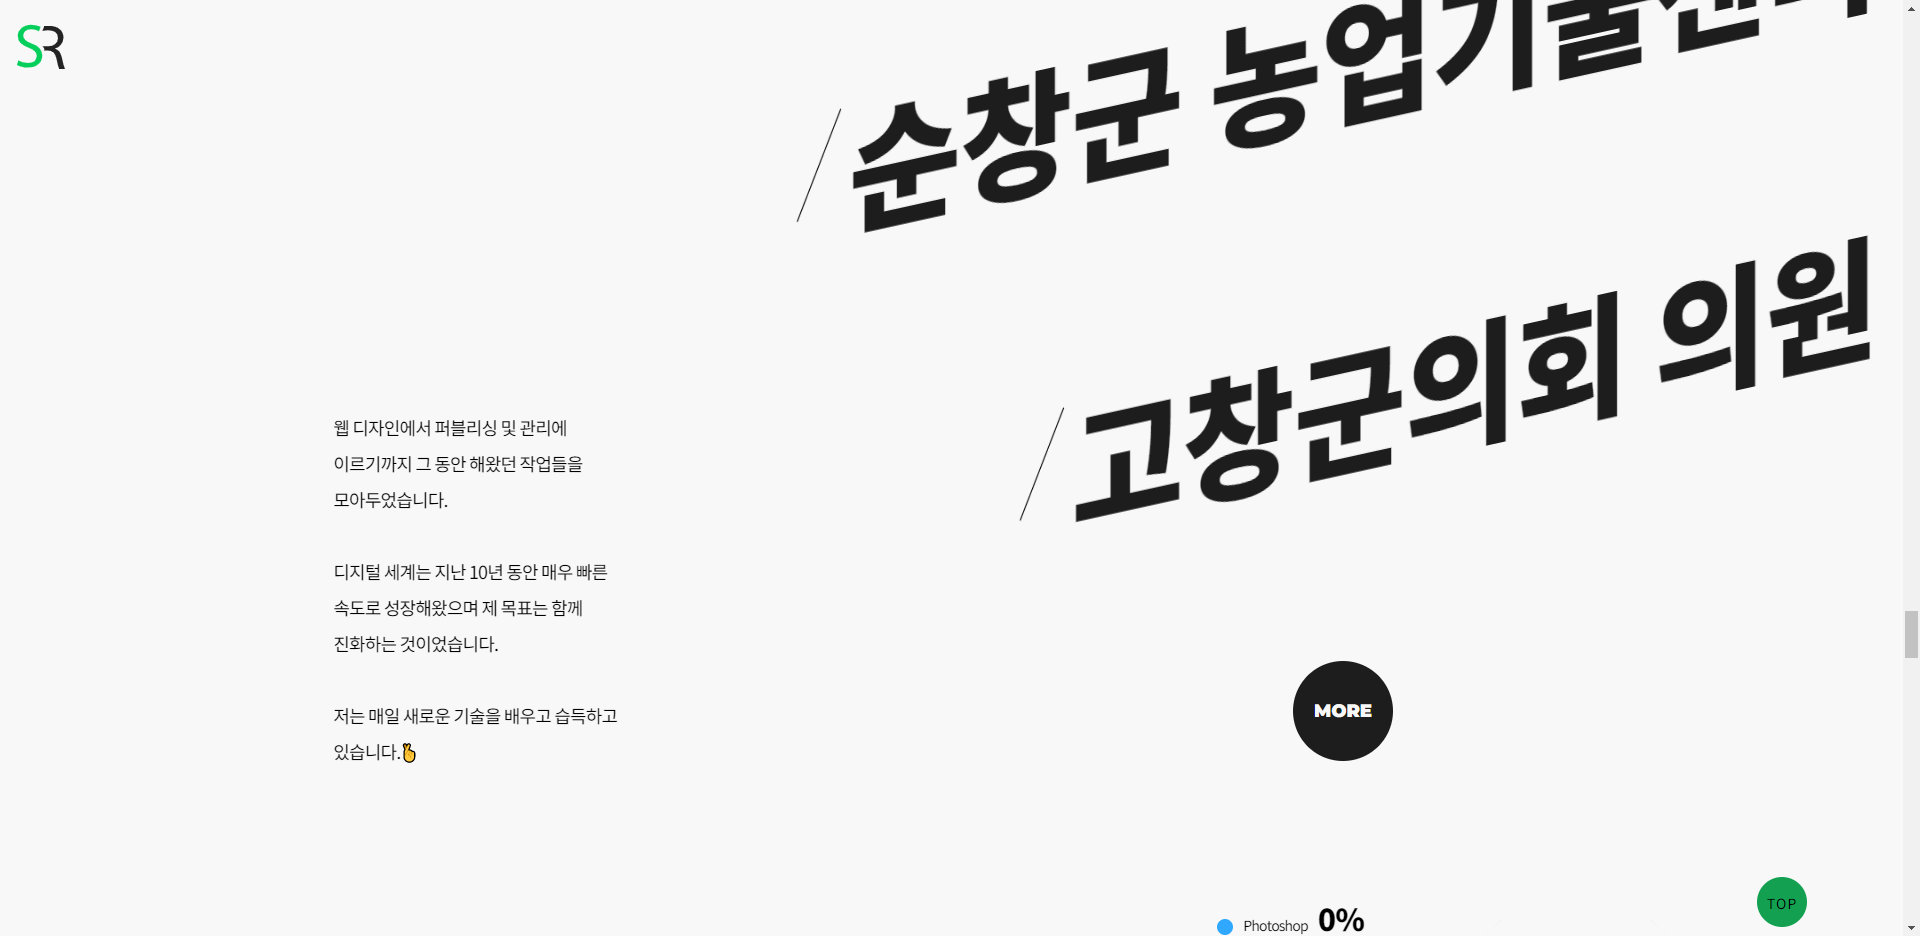 SR
순창군 농업기술센터
고창군의회 의원
웹 디자인에서 퍼블리싱 및 관리에
이르기까지 그 동안 해왔던 작업들을
모아두었습니다.
디지털 세계는 지난 10년 동안 매우 빠른
속도로 성장해왔으며 제 목표는 함께
진화하는 것이었습니다.
저는 매일 새로운 기술을 배우고 습득하고
있습니다.🫰
MORE
TOP
Photoshop 0%